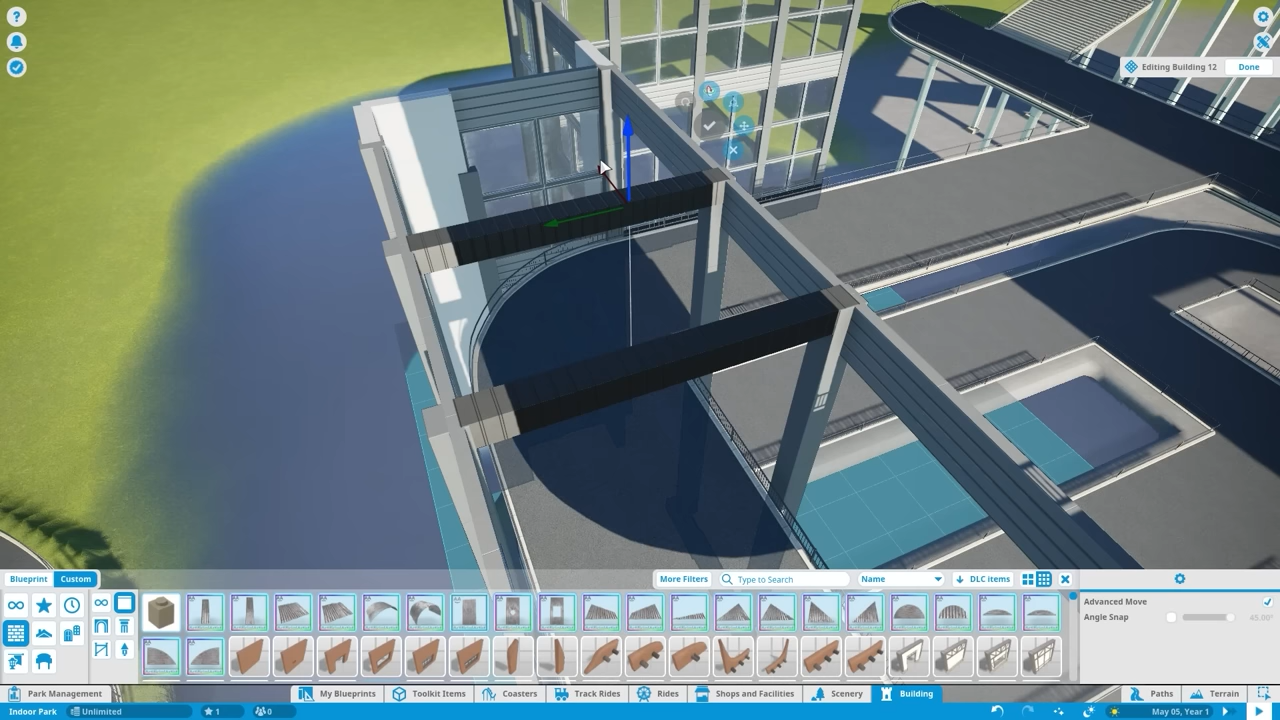 Editing Building 12 Done
Blueprint Custom More Filters Type to Search Name DLC items
Advanced Move
Angle Snap 45.00°
Park Management My Blueprints Toolkit Items Coasters Track Rides Rides Shops and Facilities Scenery Building Paths Terrain
Indoor Park Unlimited 1 0 May 05, Year 1